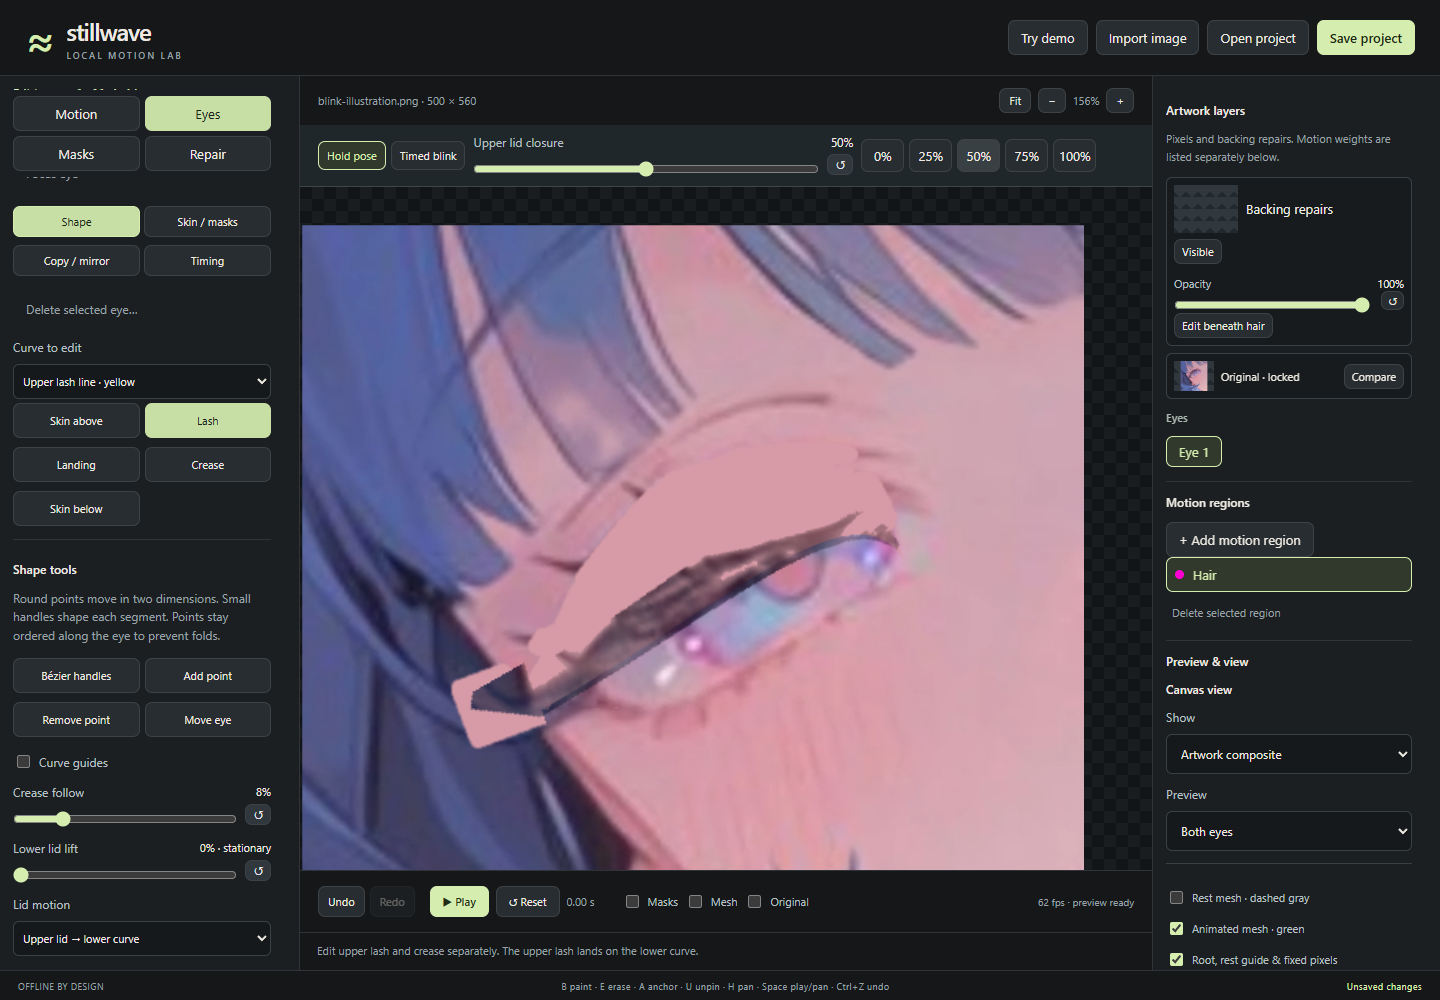 stillwave
LOCAL MOTION LAB
Try demo
Import image
Open project
Save project
Motion
Eyes
Masks
Repair
Shape
Skin / masks
Copy / mirror
Timing
Delete selected eye...
Curve to edit
Upper lash line · yellow
Skin above
Lash
Landing
Crease
Skin below
Shape tools
Round points move in two dimensions. Small
handles shape each segment. Points stay
ordered along the eye to prevent folds.
Bézier handles
Add point
Remove point
Move eye
Curve guides
Crease follow
8%
↺
Lower lid lift
0% · stationary
↺
Lid motion
Upper lid → lower curve
blink-illustration.png · 500 × 560
Fit
−
156%
+
Hold pose
Timed blink
Upper lid closure
50%
↺
0%
25%
50%
75%
100%
Undo
Redo
▶ Play
↺ Reset
0.00 s
Masks
Mesh
Original
62 fps · preview ready
Edit upper lash and crease separately. The upper lash lands on the lower curve.
Artwork layers
Pixels and backing repairs. Motion weights are
listed separately below.
Backing repairs
Visible
Opacity
100%
↺
Edit beneath hair
Original · locked
Compare
Eyes
Eye 1
Motion regions
+ Add motion region
Hair
Delete selected region
Preview & view
Canvas view
Show
Artwork composite
Preview
Both eyes
Rest mesh · dashed gray
Animated mesh · green
Root, rest guide & fixed pixels
OFFLINE BY DESIGN
B paint · E erase · A anchor · U unpin · H pan · Space play/pan · Ctrl+Z undo
Unsaved changes